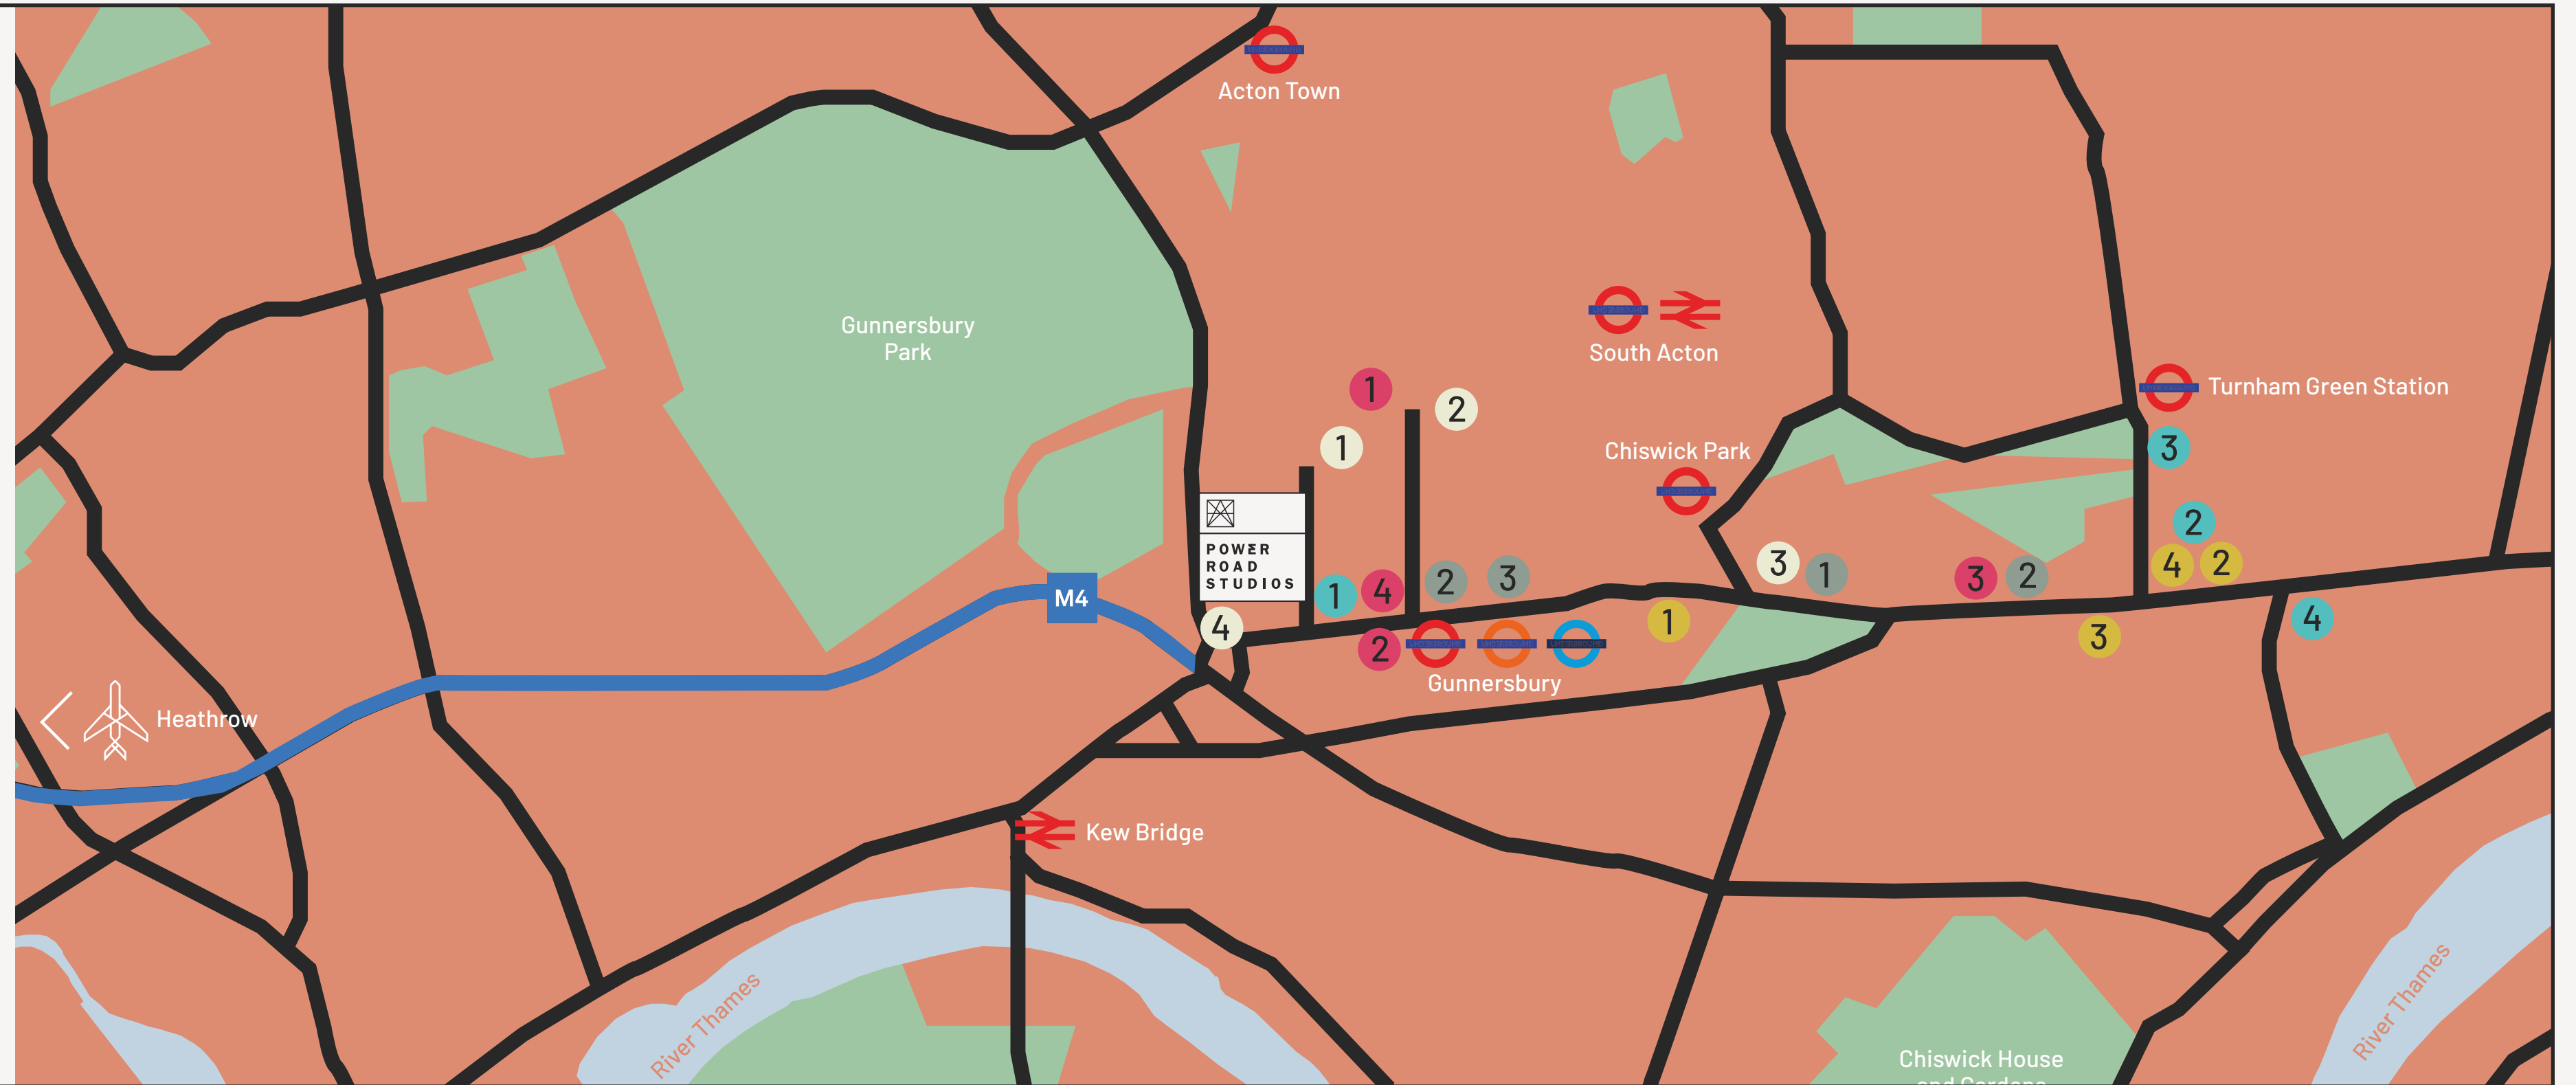 Acton Town
Gunnersbury
Park
South Acton
Turnham Green Station
1
2
1
Chiswick Park
3
POWER
ROAD
STUDIOS
2
M4
1
4
2
3
3
1
3
2
4
2
4
1
4
3
2
Gunnersbury
Heathrow
Kew Bridge
River Thames
River Thames
Chiswick House
and Gardens